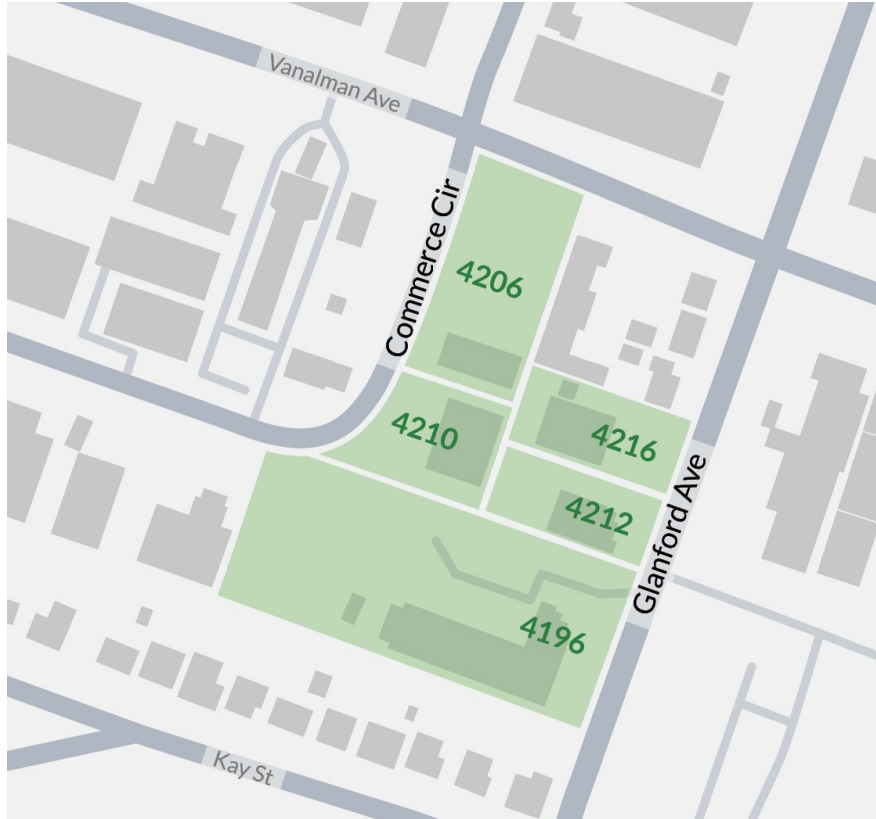 Vanalman Ave
Commerce Cir
4206
4210
4216
4212
Glanford Ave
4196
Kay St